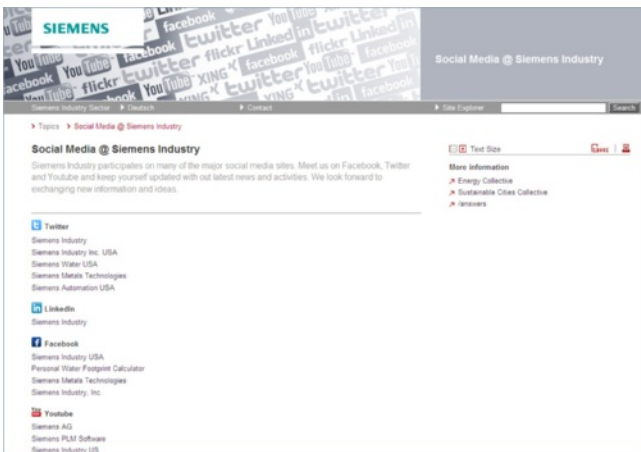 SIEMENS
Social Media @ Siemens Industry
Siemens Industry Sector Deutsch Contact Site Explorer Search
Topics Social Media @ Siemens Industry
Social Media @ Siemens Industry
Siemens Industry participates on many of the major social media sites. Meet us on Facebook, Twitter
and Youtube and keep yourself updated with out latest news and activities. We look forward to
exchanging new information and ideas.
Text Size
More information
Energy Collective
Sustainable Cities Collective
/answers
Twitter
Siemens Industry
Siemens Industry Inc. USA
Siemens Water USA
Siemens Metals Technologies
Siemens Automation USA
LinkedIn
Siemens Industry
Facebook
Siemens Industry USA
Personal Water Footprint Calculator
Siemens Metals Technologies
Siemens Industry, Inc.
Youtube
Siemens AG
Siemens PLM Software
Siemens Industry US